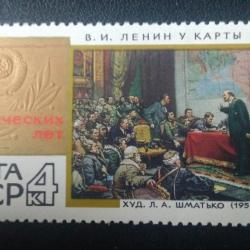 В. И. ЛЕНИН У КАРТЫ
ческих
лет
ТА
СР 4 к
ХУД. Л. А. ШМАТЬКО (195